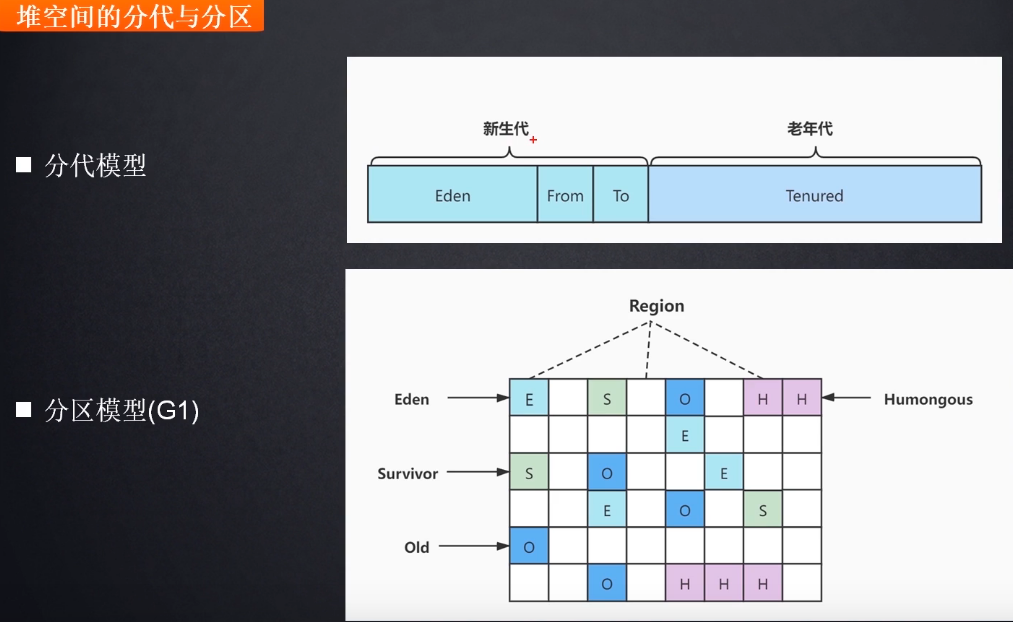 堆空间的分代与分区
分代模型
新生代 老年代
Eden From To Tenured
分区模型(G1)
Region
Eden E S O H H Humongous
E
Survivor S O E
E O S
Old O
O H H H